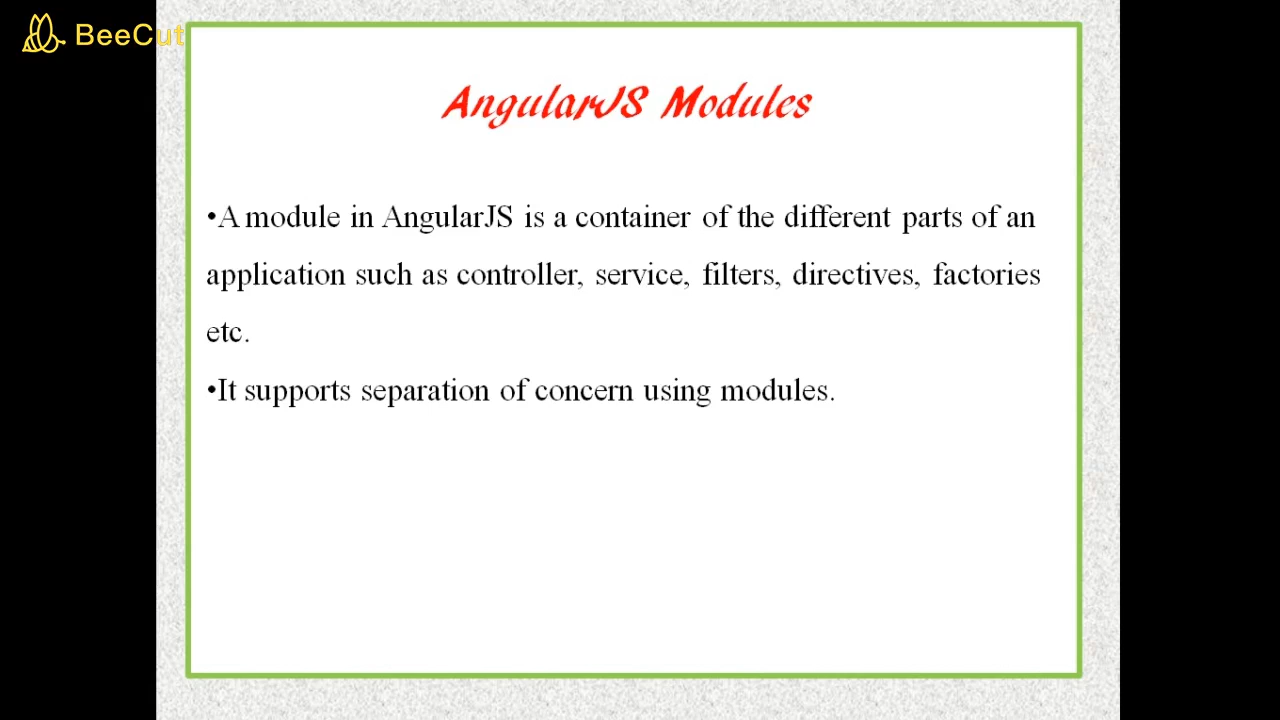 BeeCut
AngularJS Modules
•A module in AngularJS is a container of the different parts of an
application such as controller, service, filters, directives, factories
etc.
•It supports separation of concern using modules.